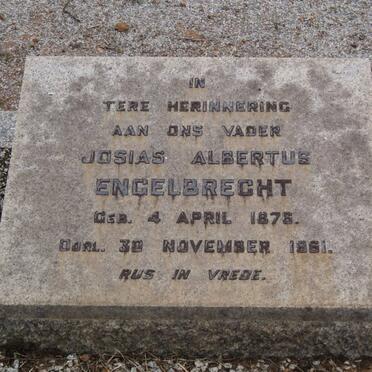 IN
TERE HERINNERING
AAN ONS VADER
JOSIAS ALBERTUS
ENGELBRECHT
GEB. 4 APRIL 1876.
OORL. 30 NOVEMBER 1961.
RUS IN VREDE.